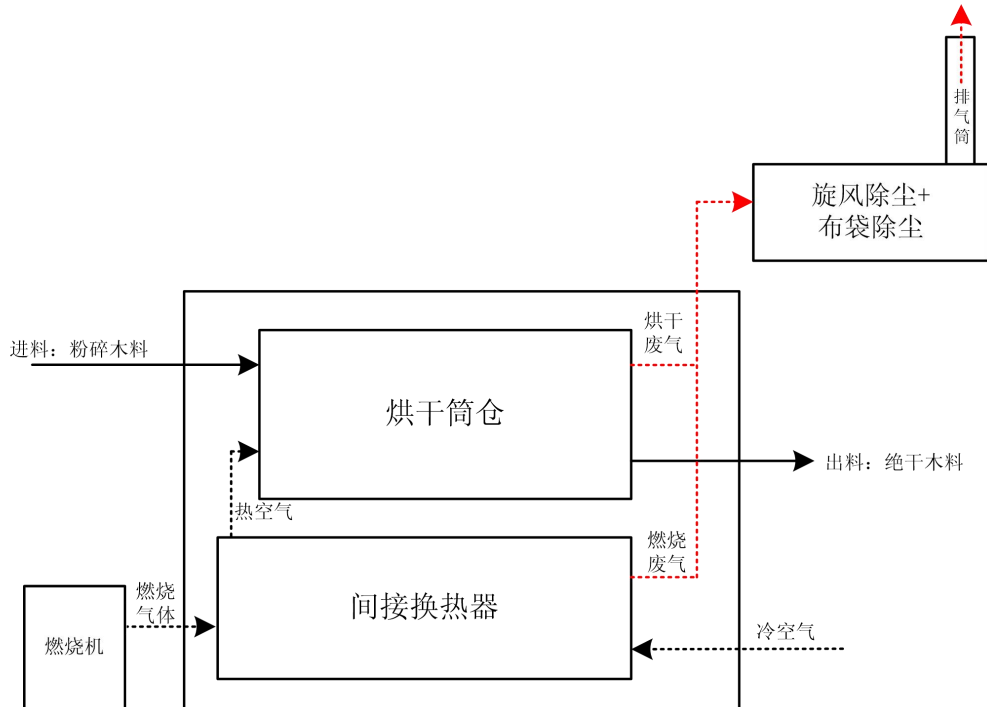 排
气
筒
旋风除尘+
布袋除尘
烘干
废气
进料：粉碎木料
烘干筒仓
出料：绝干木料
热空气
燃烧
废气
燃烧
气体
间接换热器
燃烧机
冷空气